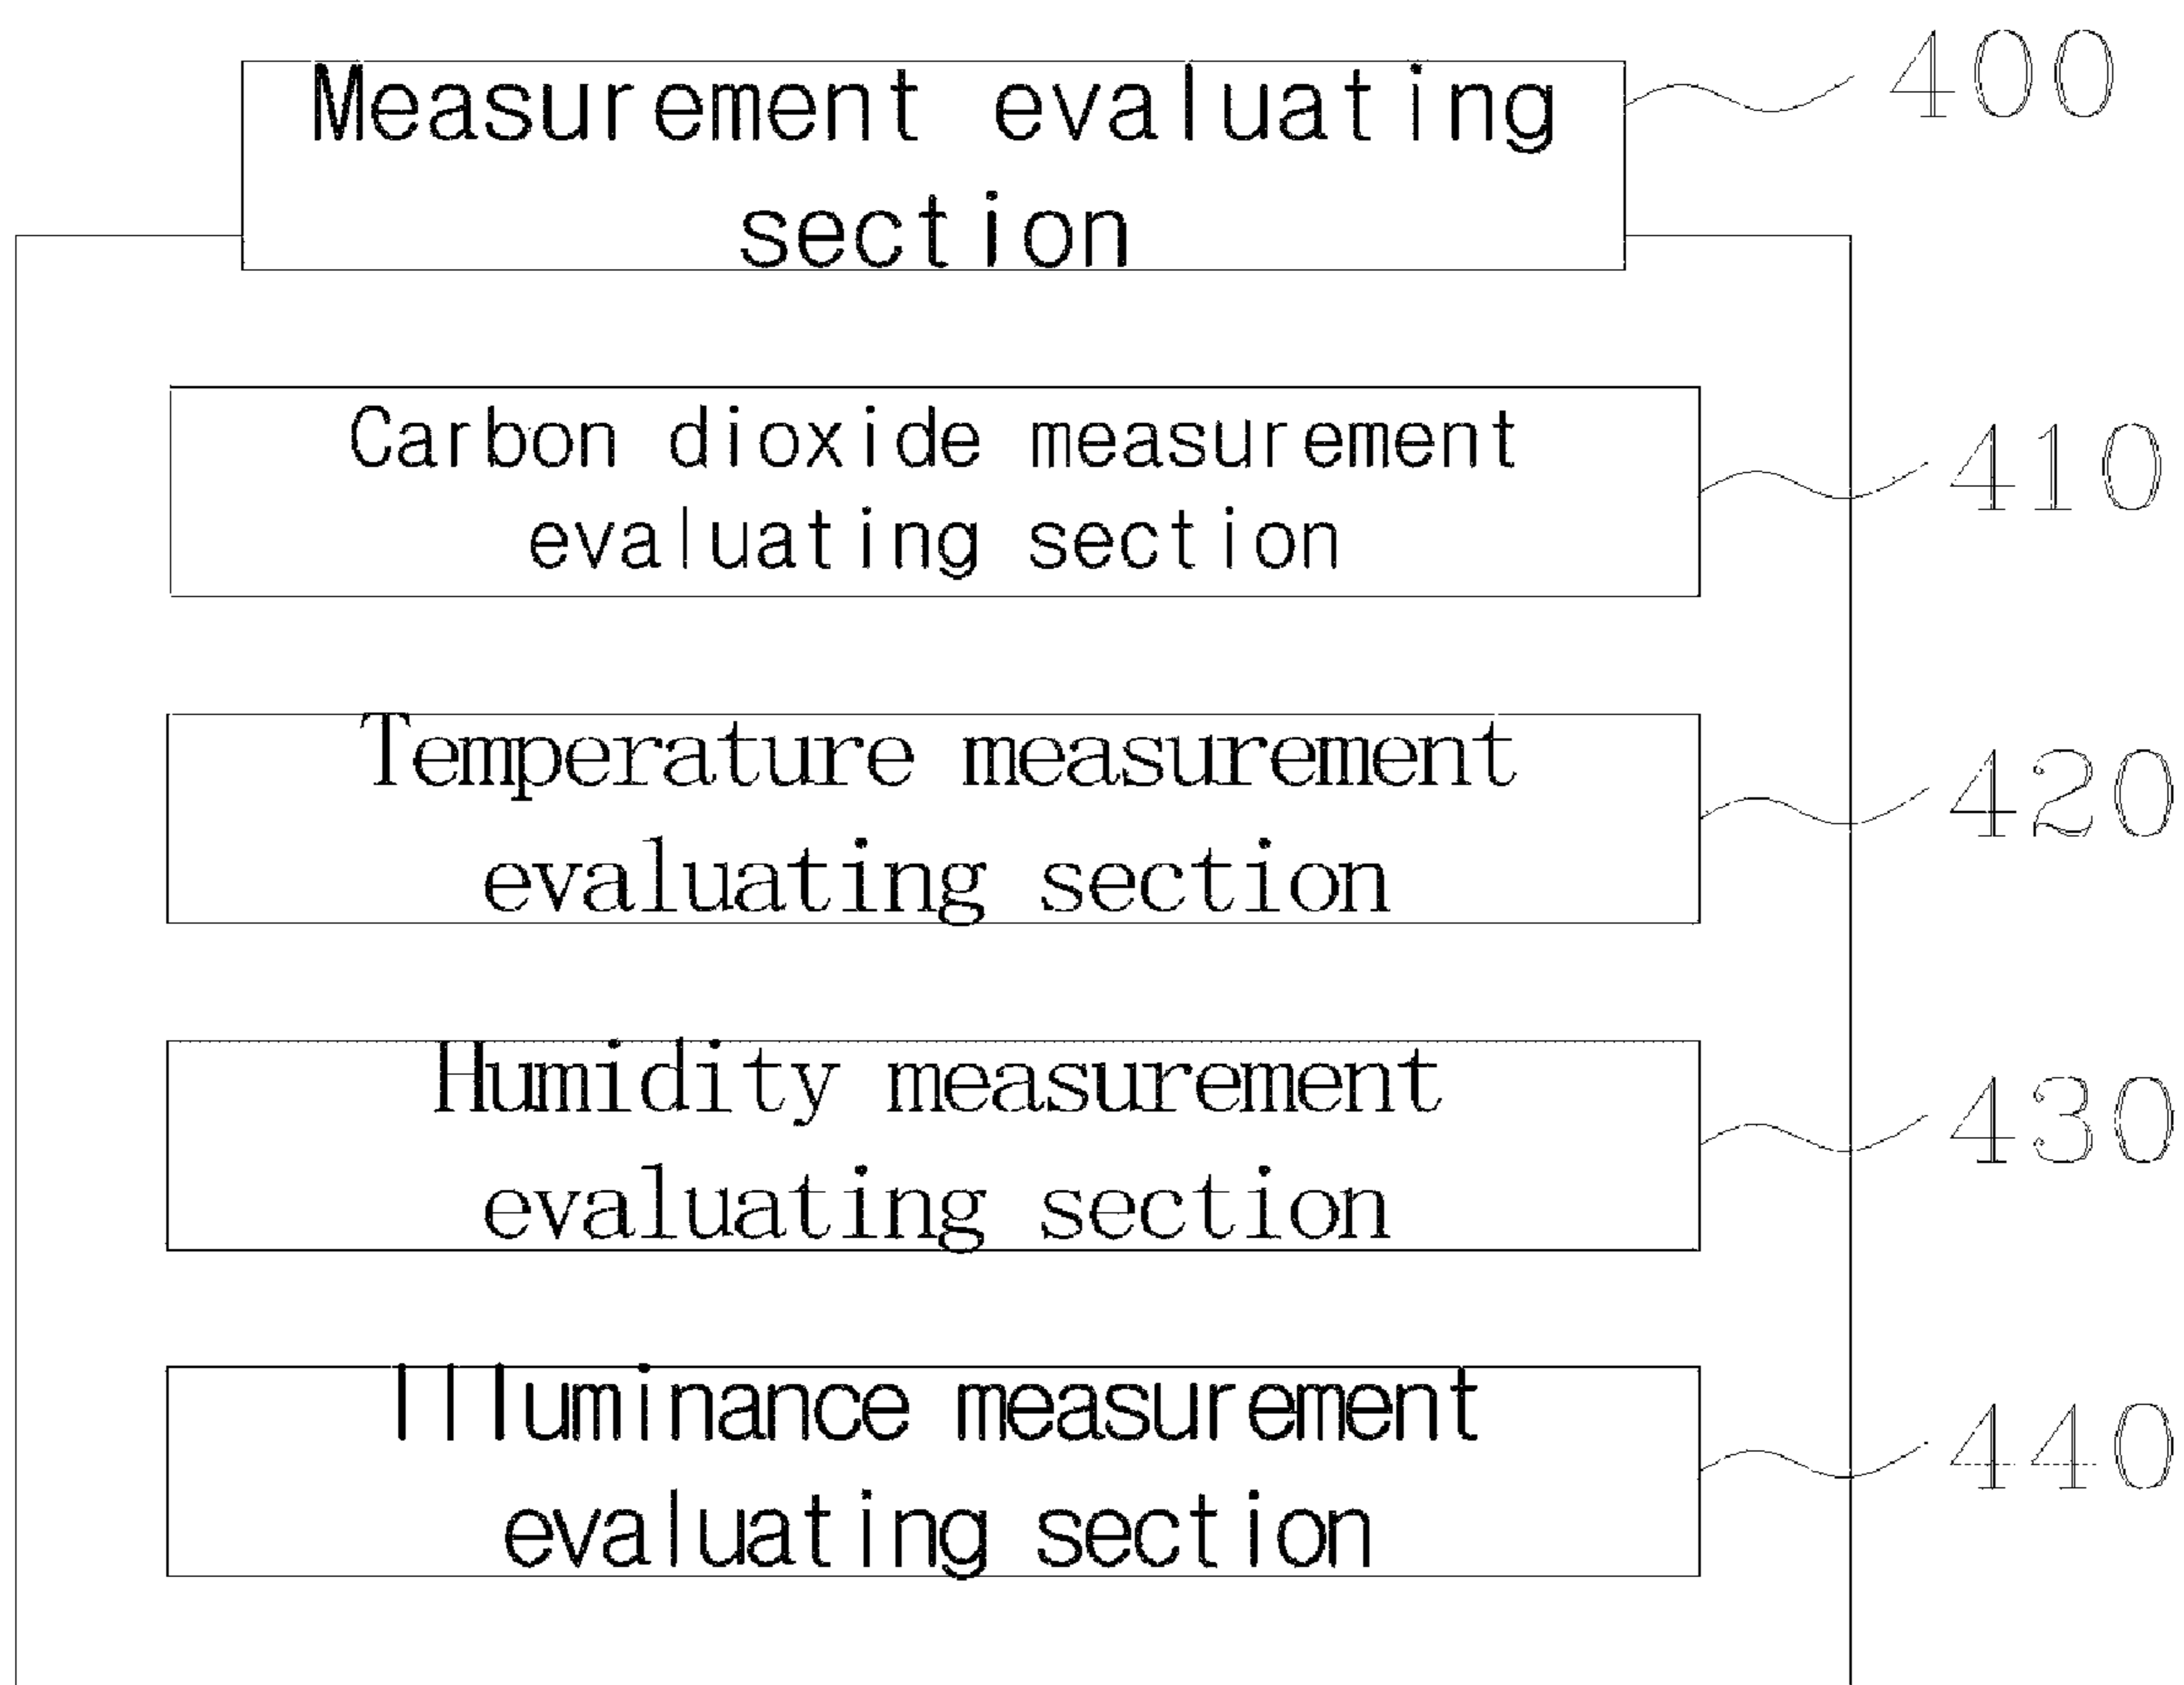 Measurement evaluating
section
400
Carbon dioxide measurement
evaluating section
410
Temperature measurement
evaluating section
420
Humidity measurement
evaluating section
430
Illuminance measurement
evaluating section
440